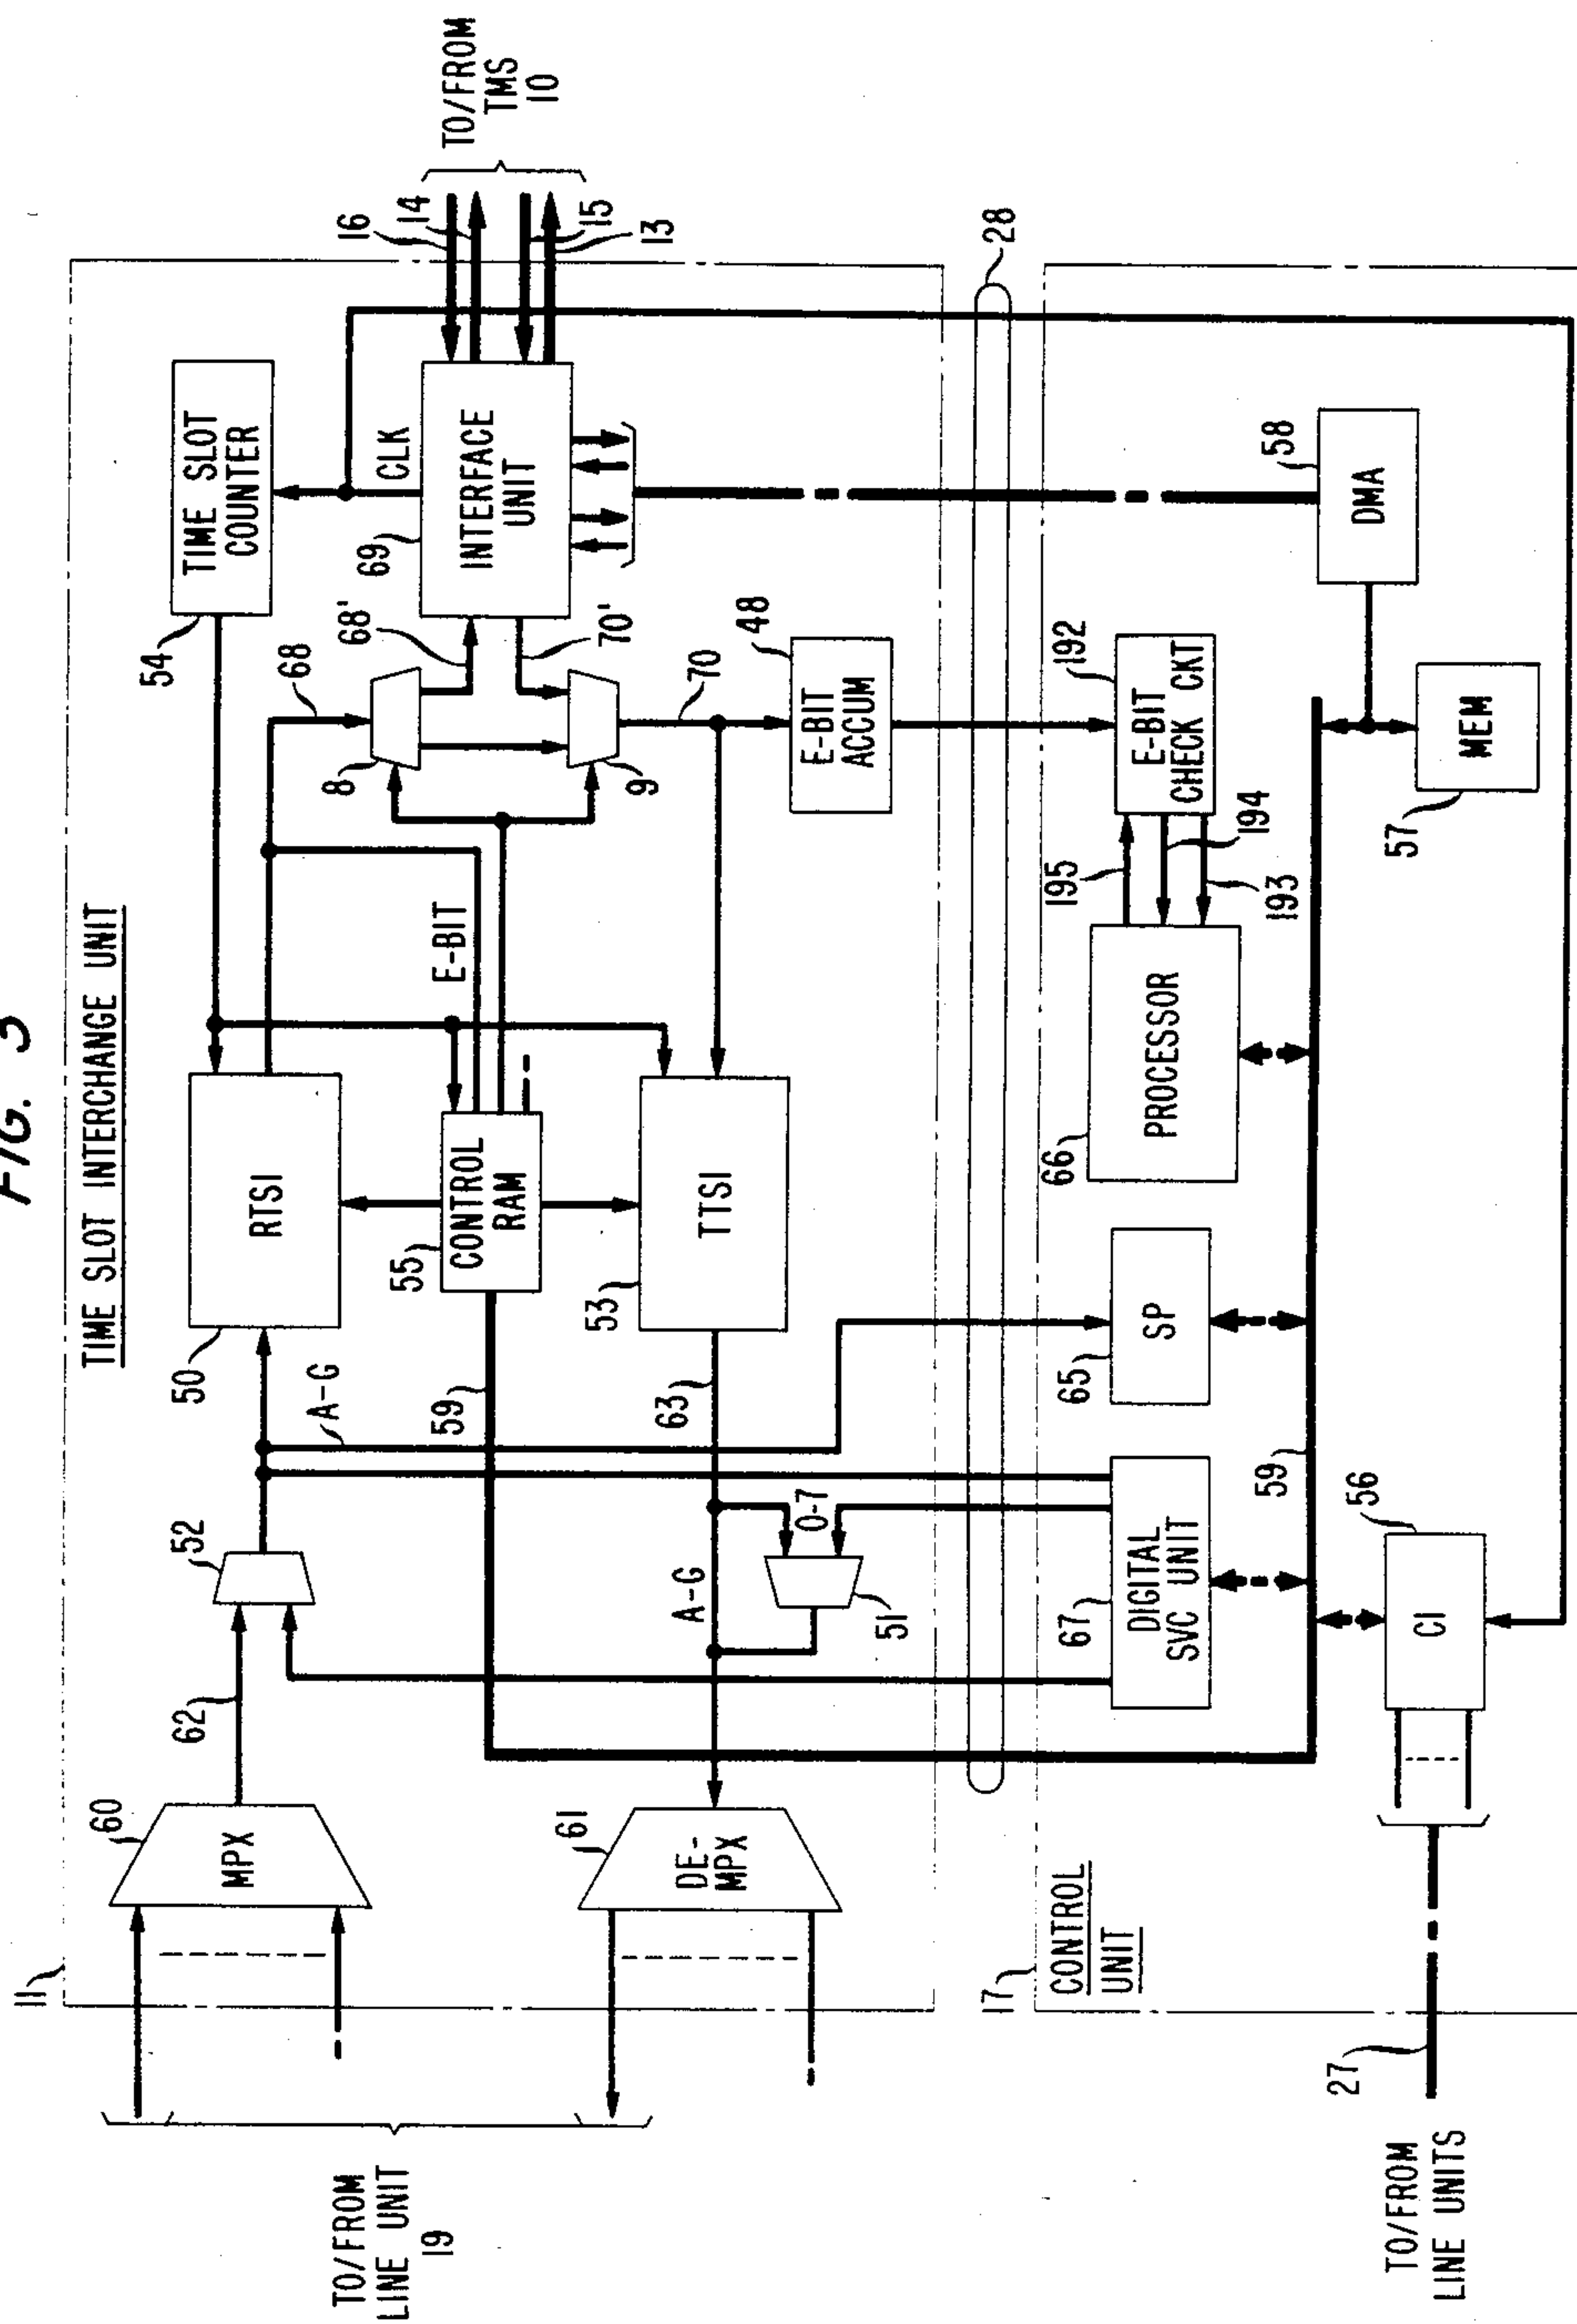 FIG. 3
TIME SLOT INTERCHANGE UNIT
11
TO/FROM
LINE UNIT
19
60
MPX
62
52
50
RTSI
A-G
54
TIME SLOT
COUNTER
68
8
68'
69
INTERFACE
UNIT
CLK
16
14
15
13
TO/FROM
TMS
10
55
CONTROL
RAM
E-BIT
59
9
70'
70
61
DE-
MPX
A-G
63
53
TTSI
0-7
51
48
E-BIT
ACCUM
28
17
CONTROL
UNIT
67
DIGITAL
SVC UNIT
65
SP
66
PROCESSOR
195
194
193
192
E-BIT
CHECK CKT
58
DMA
57
MEM
59
56
CI
27
TO/FROM
LINE UNITS